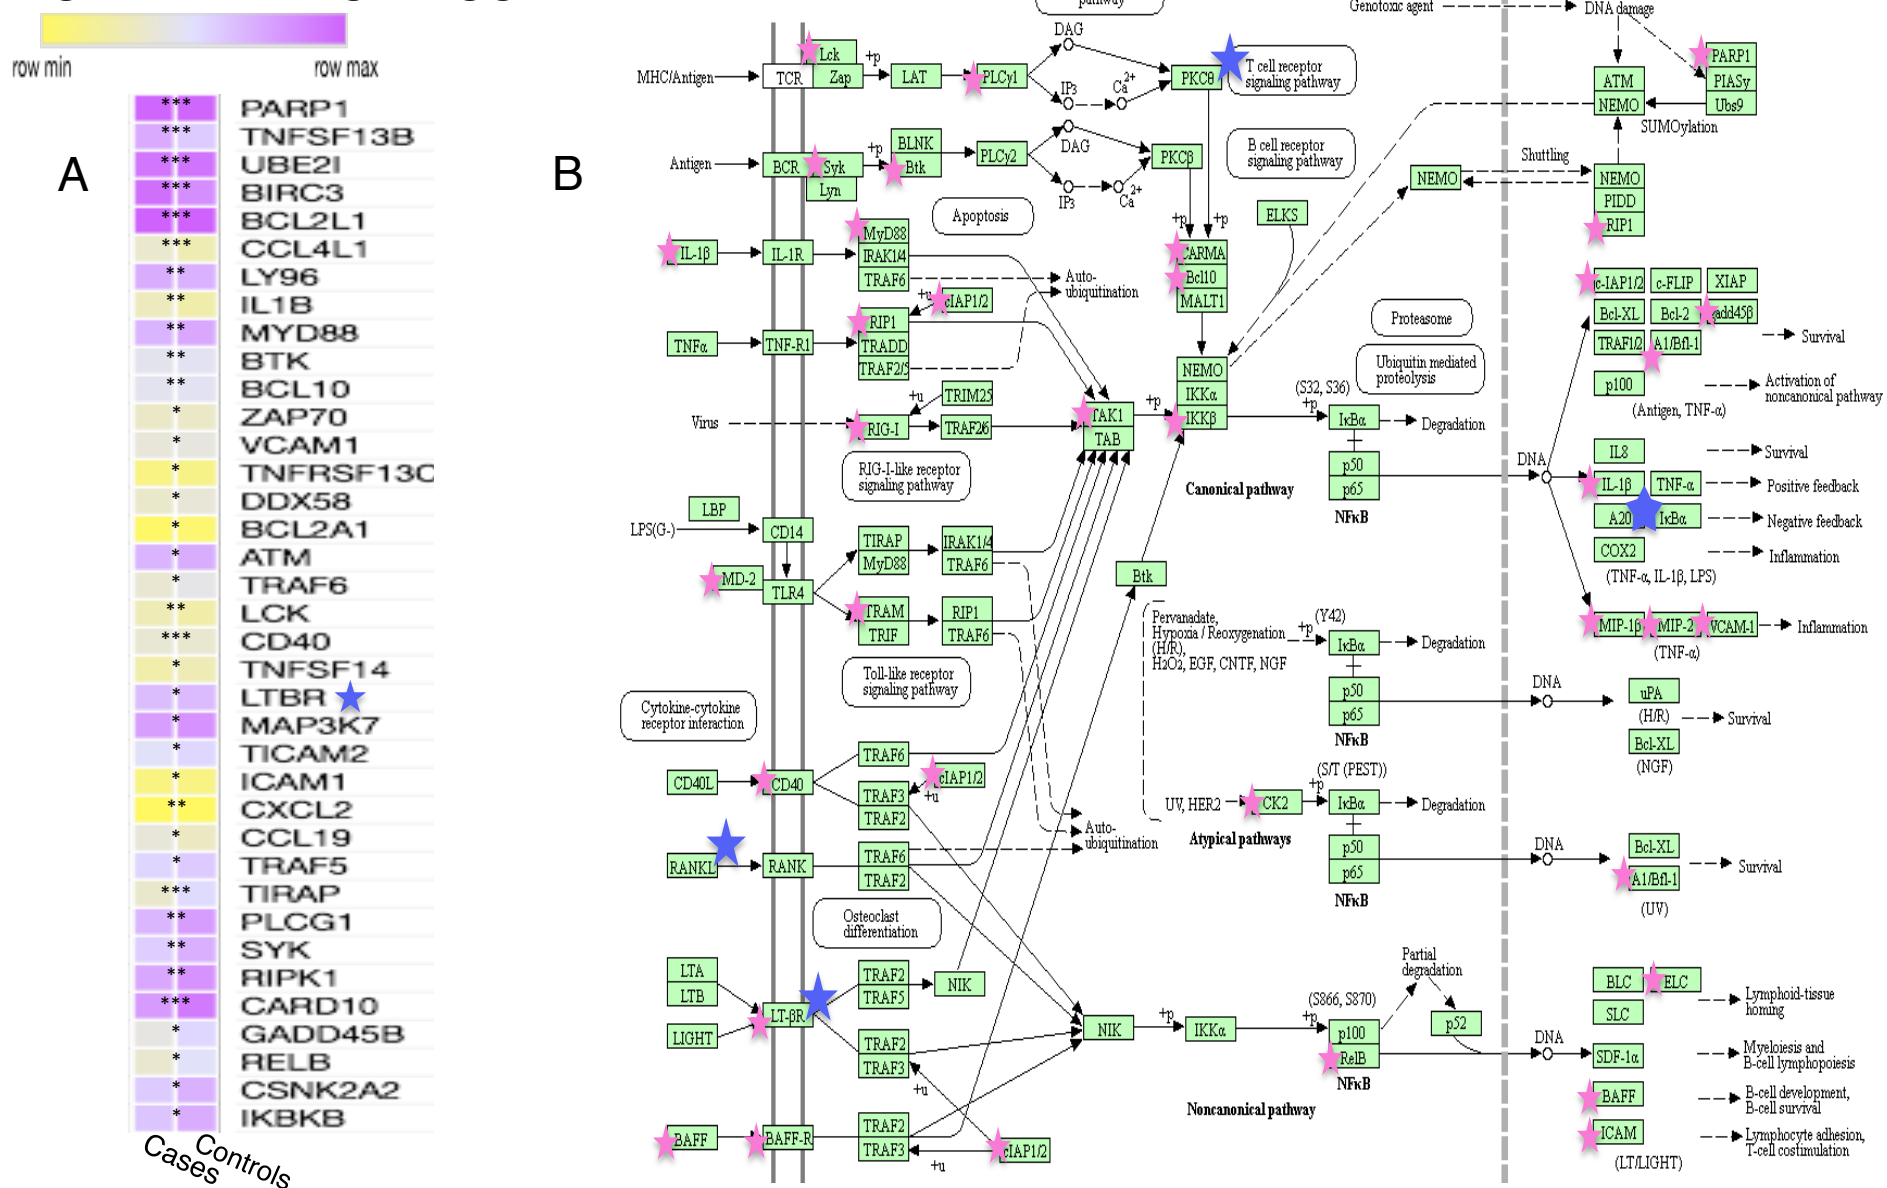 row min
row max
A
***
PARP1
***
TNFSF13B
***
UBE2I
***
BIRC3
***
BCL2L1
***
CCL4L1
**
LY96
**
IL1B
**
MYD88
**
BTK
**
BCL10
*
ZAP70
*
VCAM1
*
TNFRSF13C
*
DDX58
*
BCL2A1
*
ATM
*
TRAF6
**
LCK
***
CD40
*
TNFSF14
*
LTBR
*
MAP3K7
*
TICAM2
*
ICAM1
**
CXCL2
*
CCL19
*
TRAF5
***
TIRAP
**
PLCG1
**
SYK
**
RIPK1
***
CARD10
*
GADD45B
*
RELB
*
CSNK2A2
*
IKBKB
Cases
Controls
B
pathway
MHC/Antigen
TCR
Lck
Zap
+p
LAT
PLCγ1
DAG
IP3
Ca2+
PKCθ
T cell receptor
signaling pathway
Antigen
BCR
Syk
Lyn
+p
BLNK
Btk
PLCγ2
DAG
IP3
Ca2+
PKCβ
B cell receptor
signaling pathway
Apoptosis
IL-1β
IL-1R
MyD88
IRAK1/4
TRAF6
Auto-
ubiquitination
+u
cIAP1/2
TNFα
TNF-R1
RIP1
TRADD
TRAF2/5
+p
+p
ELKS
CARMA
Bcl10
MALT1
NEMO
IKKα
IKKβ
Virus
RIG-I
+u
TRIM25
TRAF26
TAK1
TAB
+p
RIG-I-like receptor
signaling pathway
LBP
LPS(G-)
CD14
MD-2
TLR4
TIRAP
MyD88
IRAK1/4
TRAF6
TRAM
TRIF
RIP1
TRAF6
Toll-like receptor
signaling pathway
Cytokine-cytokine
receptor interaction
CD40L
CD40
TRAF6
TRAF3
TRAF2
cIAP1/2
+u
Auto-
ubiquitination
RANKL
RANK
TRAF6
TRAF2
Osteoclast
differentiation
LTA
LTB
LIGHT
LT-βR
TRAF2
TRAF5
NIK
TRAF2
TRAF3
+u
BAFF
BAFF-R
TRAF2
TRAF3
+u
cIAP1/2
Proteasome
Ubiquitin mediated
proteolysis
(S32, S36)
+p
IκBα
Degradation
p50
p65
NFκB
Canonical pathway
Btk
Pervanadate,
Hypoxia / Reoxygenation
(H/R),
H2O2, EGF, CNTF, NGF
+p
(Y42)
IκBα
Degradation
p50
p65
NFκB
UV, HER2
CK2
+p
(S/T (PEST))
IκBα
Degradation
p50
p65
NFκB
Atypical pathways
NIK
+p
IKKα
+p
(S866, S870)
p100
RelB
NFκB
Partial
degradation
p52
Noncanonical pathway
Genotoxic agent
DNA damage
ATM
NEMO
PARP1
PIASy
Ubs9
SUMOylation
NEMO
Shuttling
NEMO
PIDD
RIP1
c-IAP1/2
c-FLIP
XIAP
Bcl-XL
Bcl-2
Gadd45β
TRAF1/2
A1/Bfl-1
Survival
p100
Activation of
noncanonical pathway
(Antigen, TNF-α)
DNA
IL8
Survival
IL-1β
TNF-α
Positive feedback
A20
IκBα
Negative feedback
COX2
Inflammation
(TNF-α, IL-1β, LPS)
MIP-1β
MIP-2
VCAM-1
Inflammation
(TNF-α)
DNA
uPA
(H/R)
Survival
Bcl-XL
(NGF)
DNA
Bcl-XL
A1/Bfl-1
Survival
(UV)
BLC
ELC
SLC
Lymphoid-tissue
homing
DNA
SDF-1α
Myeloiesis and
B-cell lymphopoiesis
BAFF
B-cell development,
B-cell survival
ICAM
Lymphocyte adhesion,
T-cell costimulation
(LT/LIGHT)